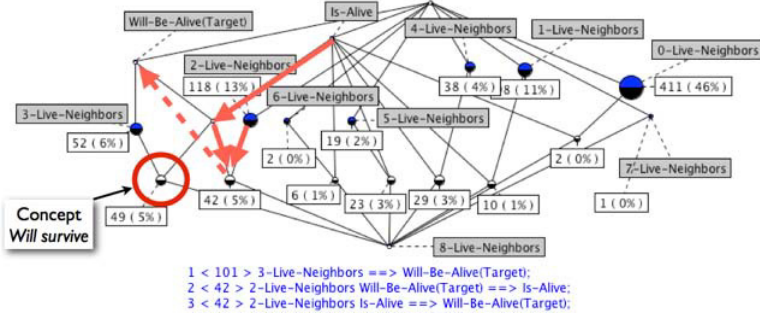 Is-Alive
Will-Be-Alive(Target)
4-Live-Neighbors
1-Live-Neighbors
0-Live-Neighbors
2-Live-Neighbors
118 (13%)
38 ( 4%)
8 (11%)
411 (46%)
6-Live-Neighbors
3-Live-Neighbors
5-Live-Neighbors
52 ( 6%)
19 ( 2%)
2 ( 0%)
2 ( 0%)
7-Live-Neighbors
49 ( 5%)
42 ( 5%)
6 ( 1%)
23 ( 3%)
29 ( 3%)
10 ( 1%)
1 ( 0%)
Concept
Will survive
8-Live-Neighbors
1 < 101 > 3-Live-Neighbors ==> Will-Be-Alive(Target);
2 < 42 > 2-Live-Neighbors Will-Be-Alive(Target) ==> Is-Alive;
3 < 42 > 2-Live-Neighbors Is-Alive ==> Will-Be-Alive(Target);